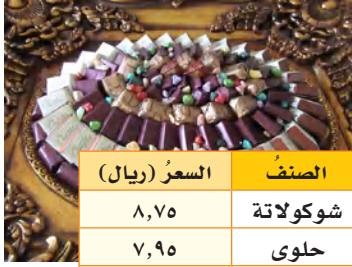 الصنفُ السعرُ (ريال)
شوكولاتة ٨,٧٥
حلوى ٧,٩٥